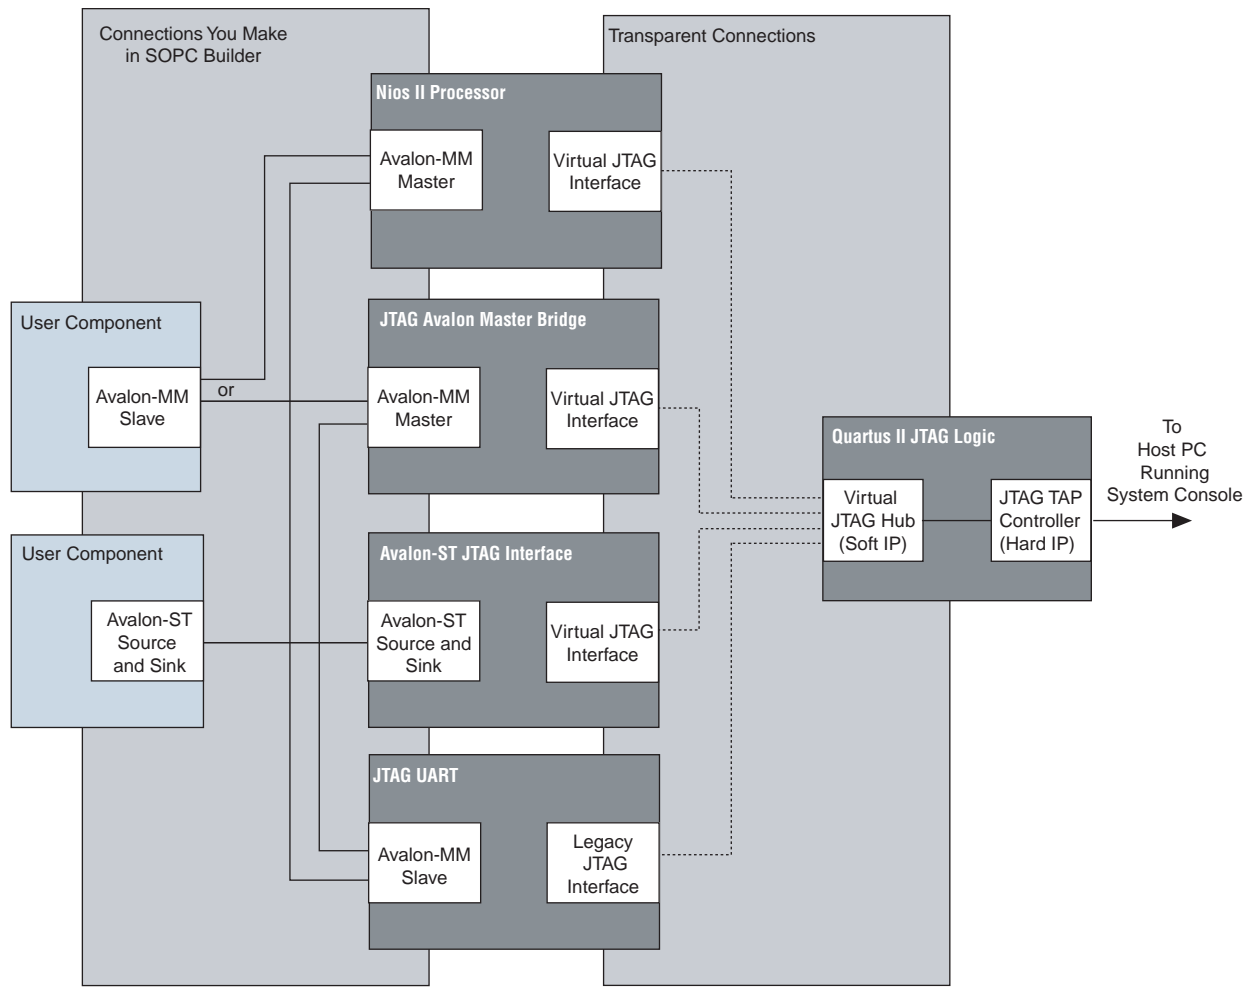 Connections You Make
in SOPC Builder
Transparent Connections
Nios II Processor
Avalon-MM
Master
Virtual JTAG
Interface
User Component
Avalon-MM
Slave
or
JTAG Avalon Master Bridge
Avalon-MM
Master
Virtual JTAG
Interface
Quartus II JTAG Logic
Virtual
JTAG Hub
(Soft IP)
JTAG TAP
Controller
(Hard IP)
To
Host PC
Running
System Console
User Component
Avalon-ST
Source
and Sink
Avalon-ST JTAG Interface
Avalon-ST
Source and
Sink
Virtual JTAG
Interface
JTAG UART
Avalon-MM
Slave
Legacy
JTAG
Interface